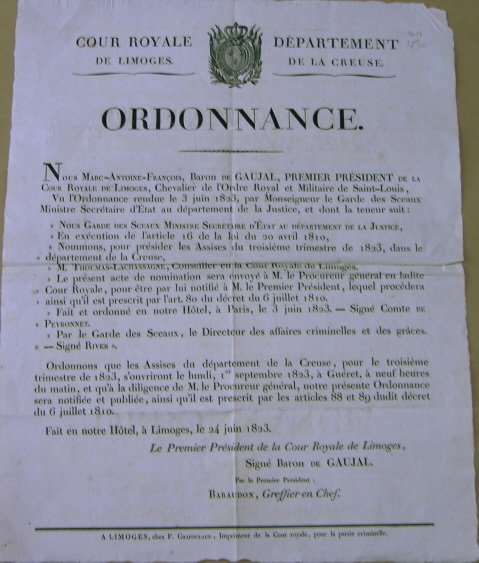 COUR ROYALE
DE LIMOGES.
DÉPARTEMENT
DE LA CREUSE.
ORDONNANCE.
Nous Marc-Antoine-François, Baron de GAUJAL, PREMIER PRÉSIDENT de la
Cour Royale de Limoges, Chevalier de l'Ordre Royal et Militaire de Saint-Louis,
Vu l'Ordonnance rendue le 3 juin 1823, par Monseigneur le Garde des Sceaux
Ministre Secrétaire d'État au département de la Justice, et dont la teneur suit :
» Nous Garde des Sceaux Ministre Secrétaire d'État au département de la Justice,
» En exécution de l'article 16 de la loi du 20 avril 1810,
» Nommons, pour présider les Assises du troisième trimestre de 1823, dans le
» département de la Creuse,
» M. Thoumas-Lachassagne, Conseiller en la Cour Royale de Limoges.
» Le présent acte de nomination sera envoyé à M. le Procureur général en ladite
» Cour Royale, pour être par lui notifié à M. le Premier Président, lequel procèdera
» ainsi qu'il est prescrit par l'art. 80 du décret du 6 juillet 1810.
» Fait et ordonné en notre Hôtel, à Paris, le 3 juin 1823. — Signé Comte de
» Peyronnet.
» Par le Garde des Sceaux, le Directeur des affaires criminelles et des grâces.
» — Signé Rives ».
Ordonnons que les Assises du département de la Creuse, pour le troisième
trimestre de 1823, s'ouvriront le lundi, 1er septembre 1823, à Guéret, à neuf heures
du matin, et qu'à la diligence de M. le Procureur général, notre présente Ordonnance
sera notifiée et publiée, ainsi qu'il est prescrit par les articles 88 et 89 dudit décret
du 6 juillet 1810.
Fait en notre Hôtel, à Limoges, le 24 juin 1823.
Le Premier Président de la Cour Royale de Limoges,
Signé Baron de GAUJAL.
Par le Premier Président :
Baraudon, Greffier en Chef.
A LIMOGES, chez F. Chapoulaud, Imprimeur de la Cour royale, pour la partie criminelle.